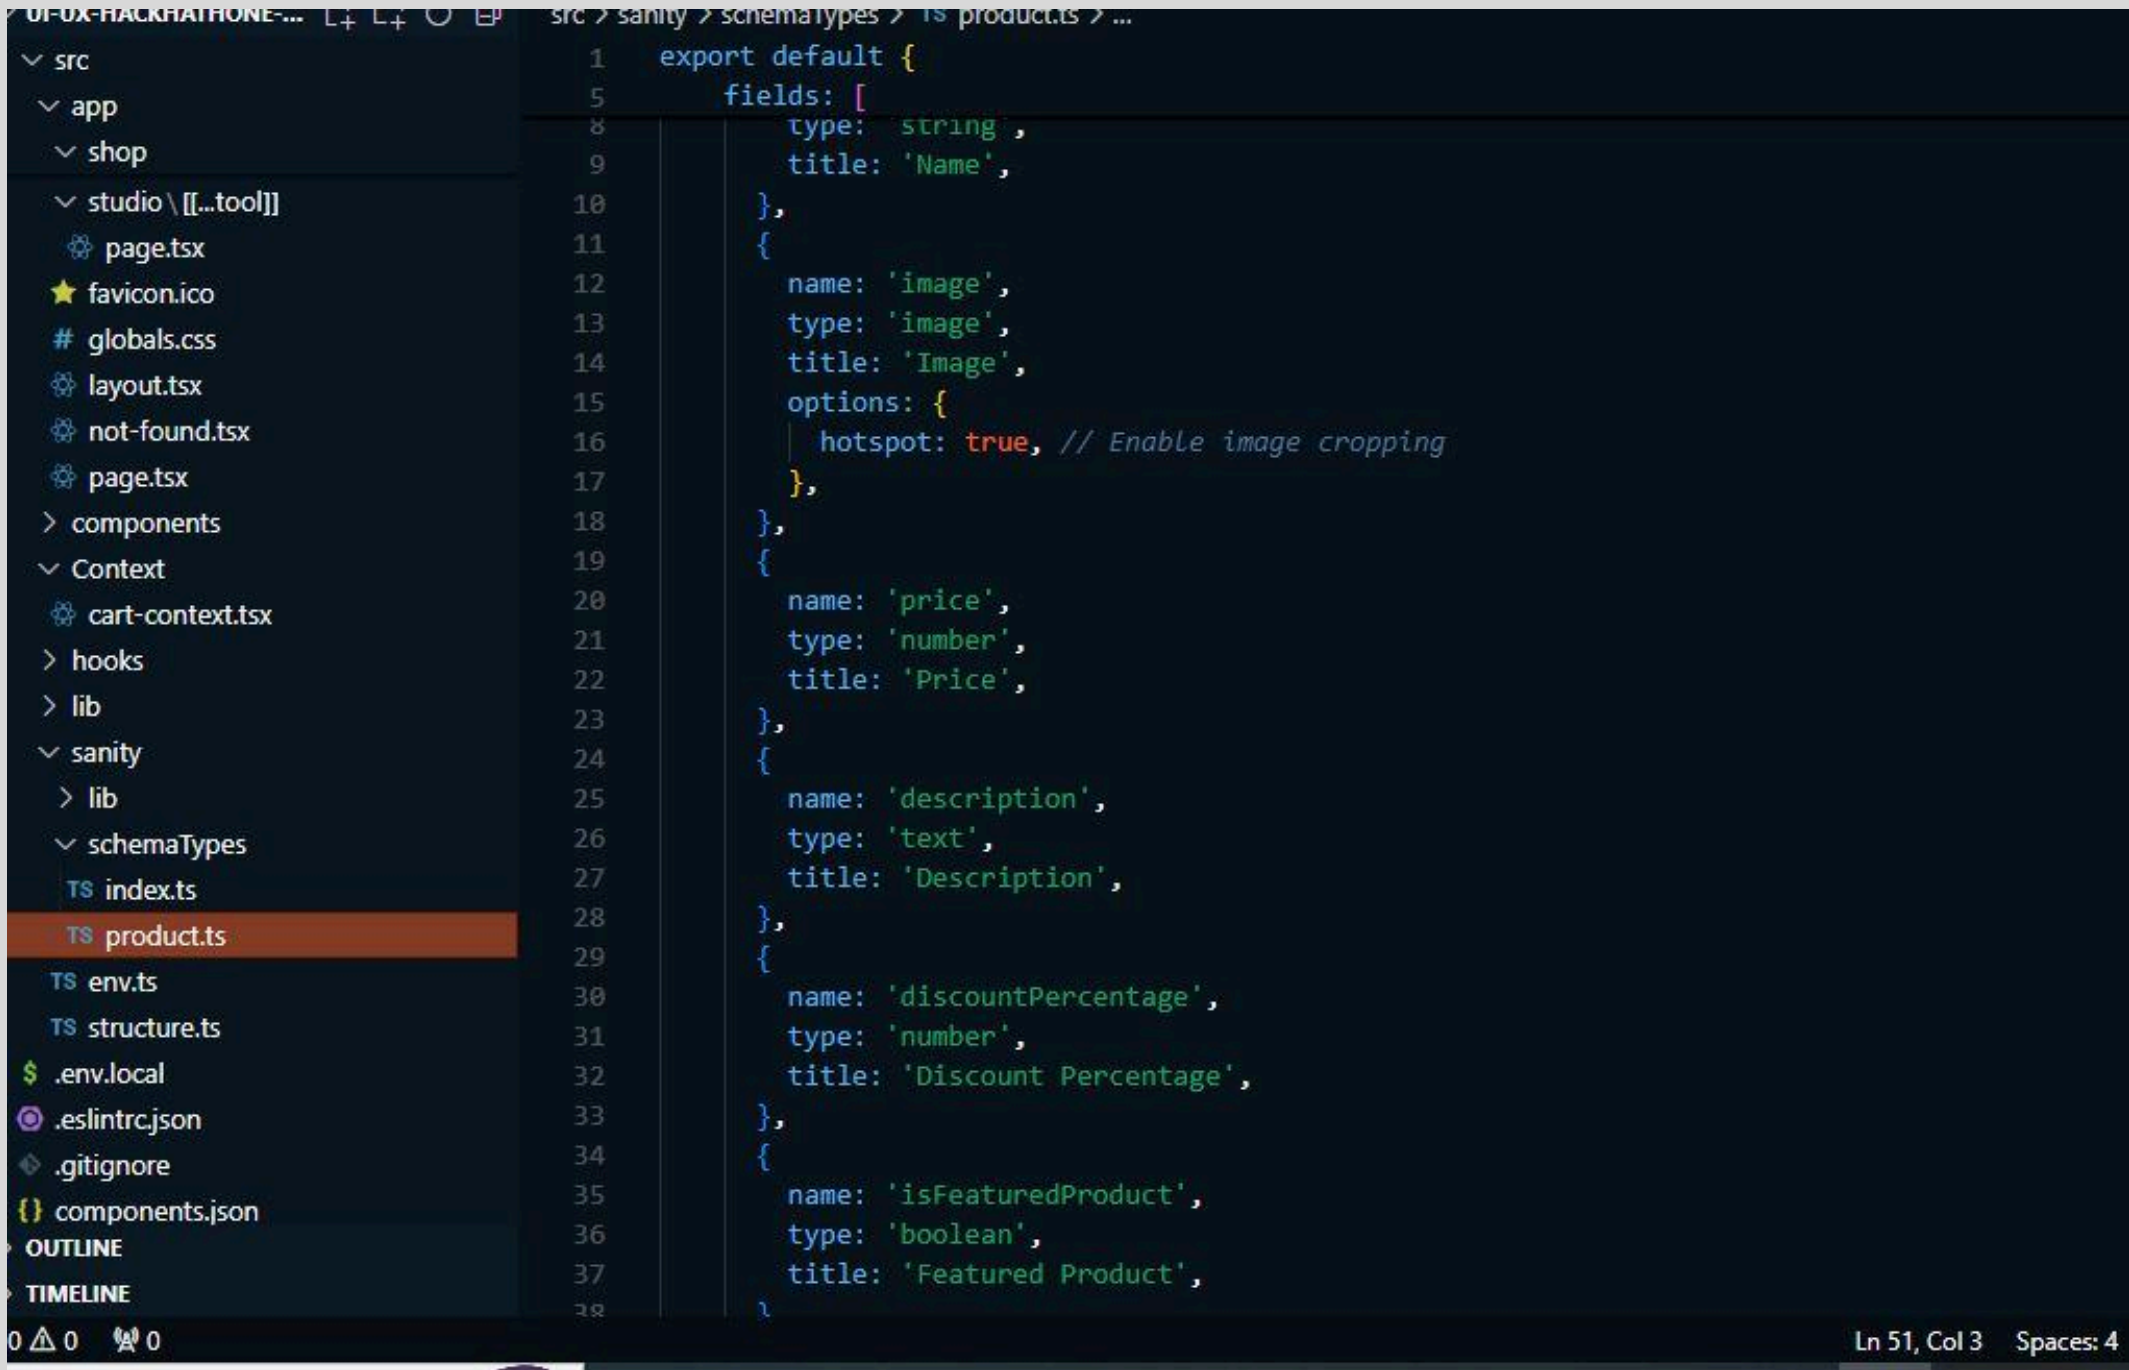 UI-UX-HACKHATHONE-...
src
app
shop
studio\[[...tool]]
page.tsx
favicon.ico
# globals.css
layout.tsx
not-found.tsx
page.tsx
components
Context
cart-context.tsx
hooks
lib
sanity
lib
schemaTypes
TS index.ts
TS product.ts
TS env.ts
TS structure.ts
$ .env.local
.eslintrc.json
.gitignore
{} components.json
OUTLINE
TIMELINE
src > sanity > schemaTypes > TS product.ts > ...
1 export default {
5 fields: [
8 type: 'string',
9 title: 'Name',
10 },
11 {
12 name: 'image',
13 type: 'image',
14 title: 'Image',
15 options: {
16 hotspot: true, // Enable image cropping
17 },
18 },
19 {
20 name: 'price',
21 type: 'number',
22 title: 'Price',
23 },
24 {
25 name: 'description',
26 type: 'text',
27 title: 'Description',
28 },
29 {
30 name: 'discountPercentage',
31 type: 'number',
32 title: 'Discount Percentage',
33 },
34 {
35 name: 'isFeaturedProduct',
36 type: 'boolean',
37 title: 'Featured Product',
38 }
0 0 0
Ln 51, Col 3 Spaces: 4